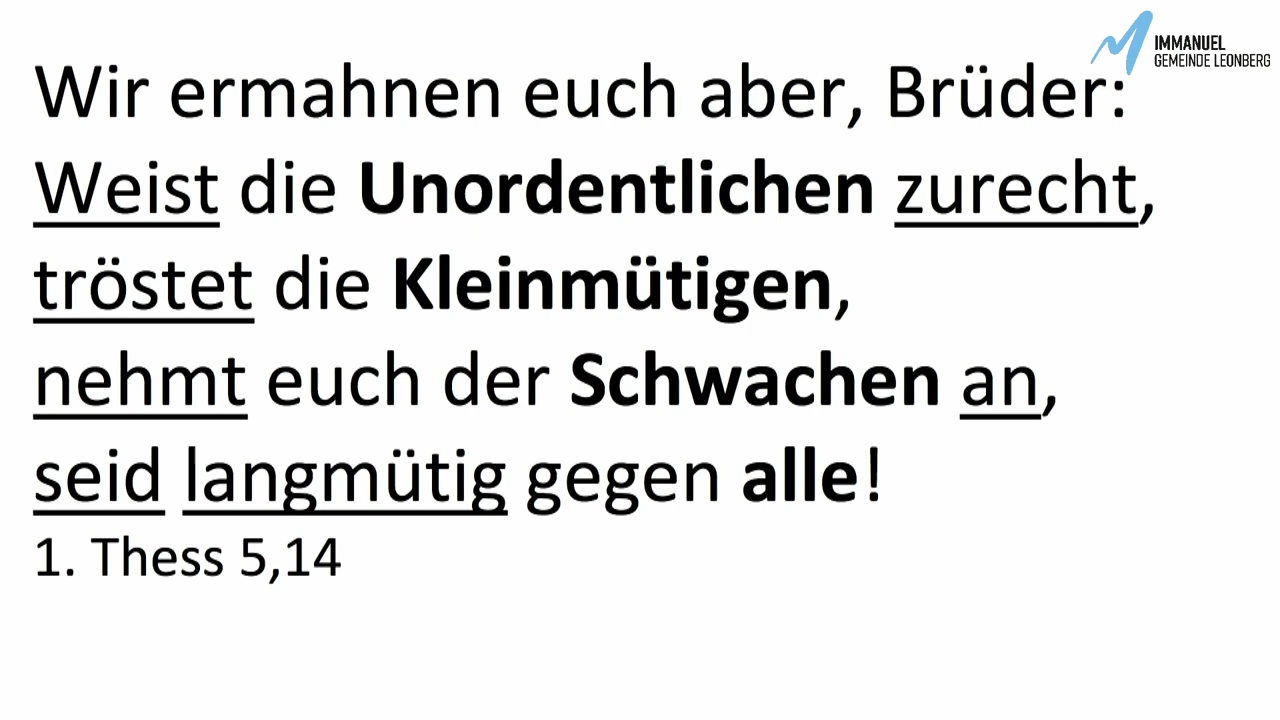 IMMANUEL
GEMEINDE LEONBERG
Wir ermahnen euch aber, Brüder:
Weist die Unordentlichen zurecht,
tröstet die Kleinmütigen,
nehmt euch der Schwachen an,
seid langmütig gegen alle!
1. Thess 5,14